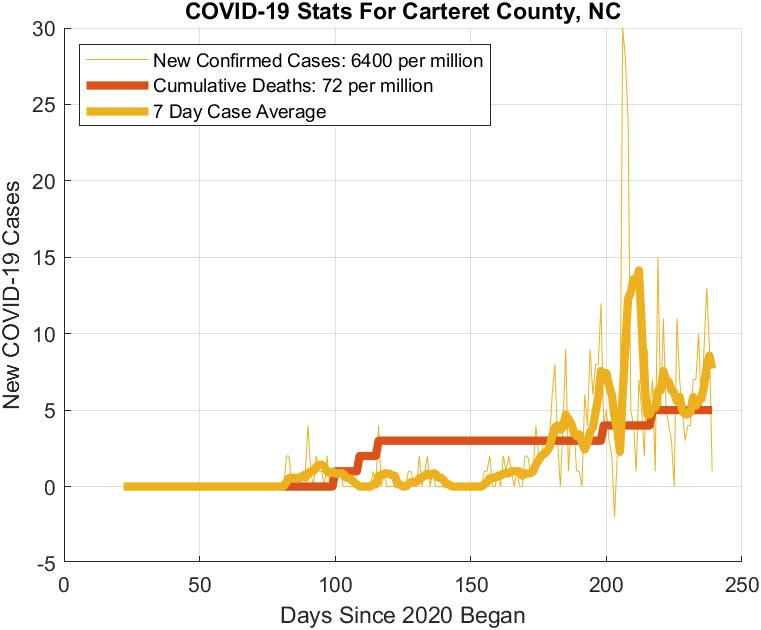 COVID-19 Stats For Carteret County, NC
30
25
20
15
10
5
0
-5
New COVID-19 Cases
New Confirmed Cases: 6400 per million
Cumulative Deaths: 72 per million
7 Day Case Average
0 50 100 150 200 250
Days Since 2020 Began